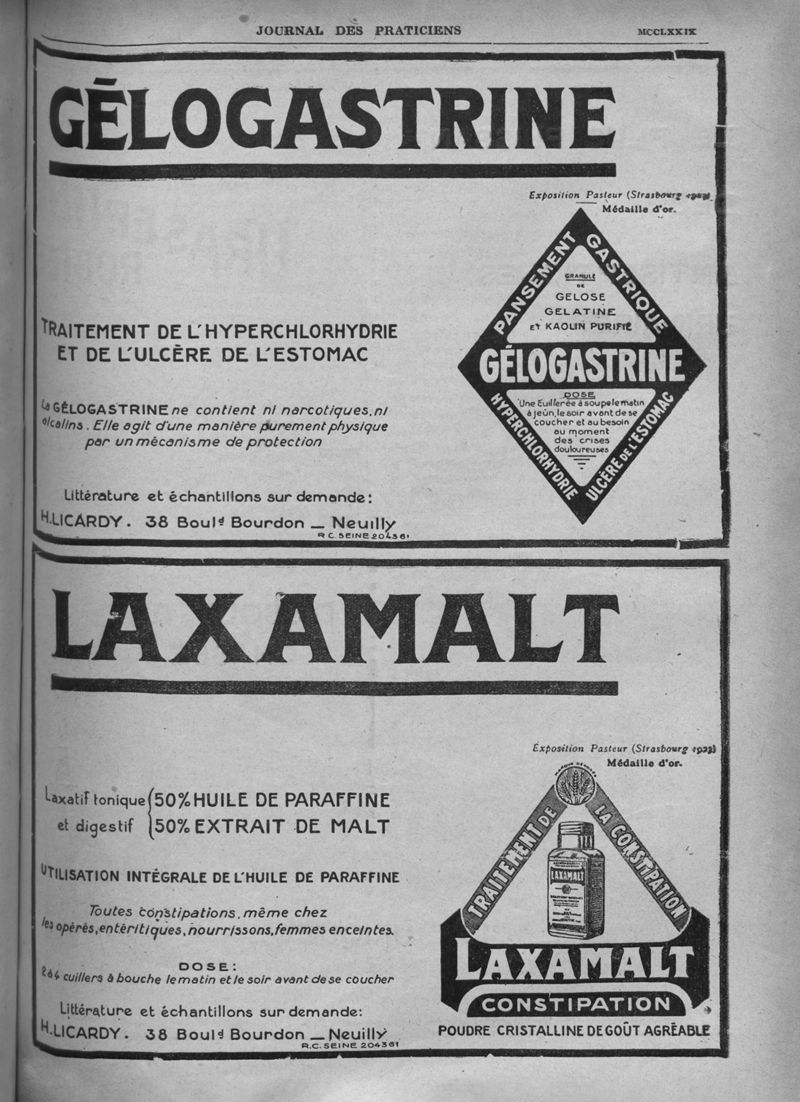 JOURNAL DES PRATICIENS
MCCLXXIX
GÉLOGASTRINE
Exposition Pasteur (Strasbourg 1923)
Médaille d'or.
PANSEMENT GASTRIQUE
GRANULÉ
DE
GELOSE
GELATINE
ET KAOLIN PURIFIÉ
GÉLOGASTRINE
DOSE
Une Cuillerée à soupe le matin
à jeûn, le soir avant de se
coucher et au besoin
au moment
des crises
douloureuses
HYPERCHLORHYDRIE
ULCÈRE DE L'ESTOMAC
TRAITEMENT DE L'HYPERCHLORHYDRIE
ET DE L'ULCÈRE DE L'ESTOMAC
La GÉLOGASTRINE ne contient ni narcotiques, ni
alcalins. Elle agit d'une manière purement physique
par un mécanisme de protection
Littérature et échantillons sur demande:
H. LICARDY. 38 Boulᵈ Bourdon _ Neuilly
R C. SEINE 204361
LAXAMALT
Exposition Pasteur (Strasbourg 1923)
Médaille d'or.
Laxatif tonique
et digestif
50% HUILE DE PARAFFINE
50% EXTRAIT DE MALT
UTILISATION INTÉGRALE DE L'HUILE DE PARAFFINE
Toutes constipations, même chez
les opérés, entéritiques, nourrissons, femmes enceintes.
DOSE:
2 à 4 cuillers à bouche le matin et le soir avant de se coucher
Littérature et échantillons sur demande:
H. LICARDY. 38 Boulᵈ Bourdon _ Neuilly
R.C. SEINE 204361
TRAITEMENT DE
LA CONSTIPATION
LAXAMALT
LAXAMALT
CONSTIPATION
POUDRE CRISTALLINE DE GOÛT AGRÉABLE